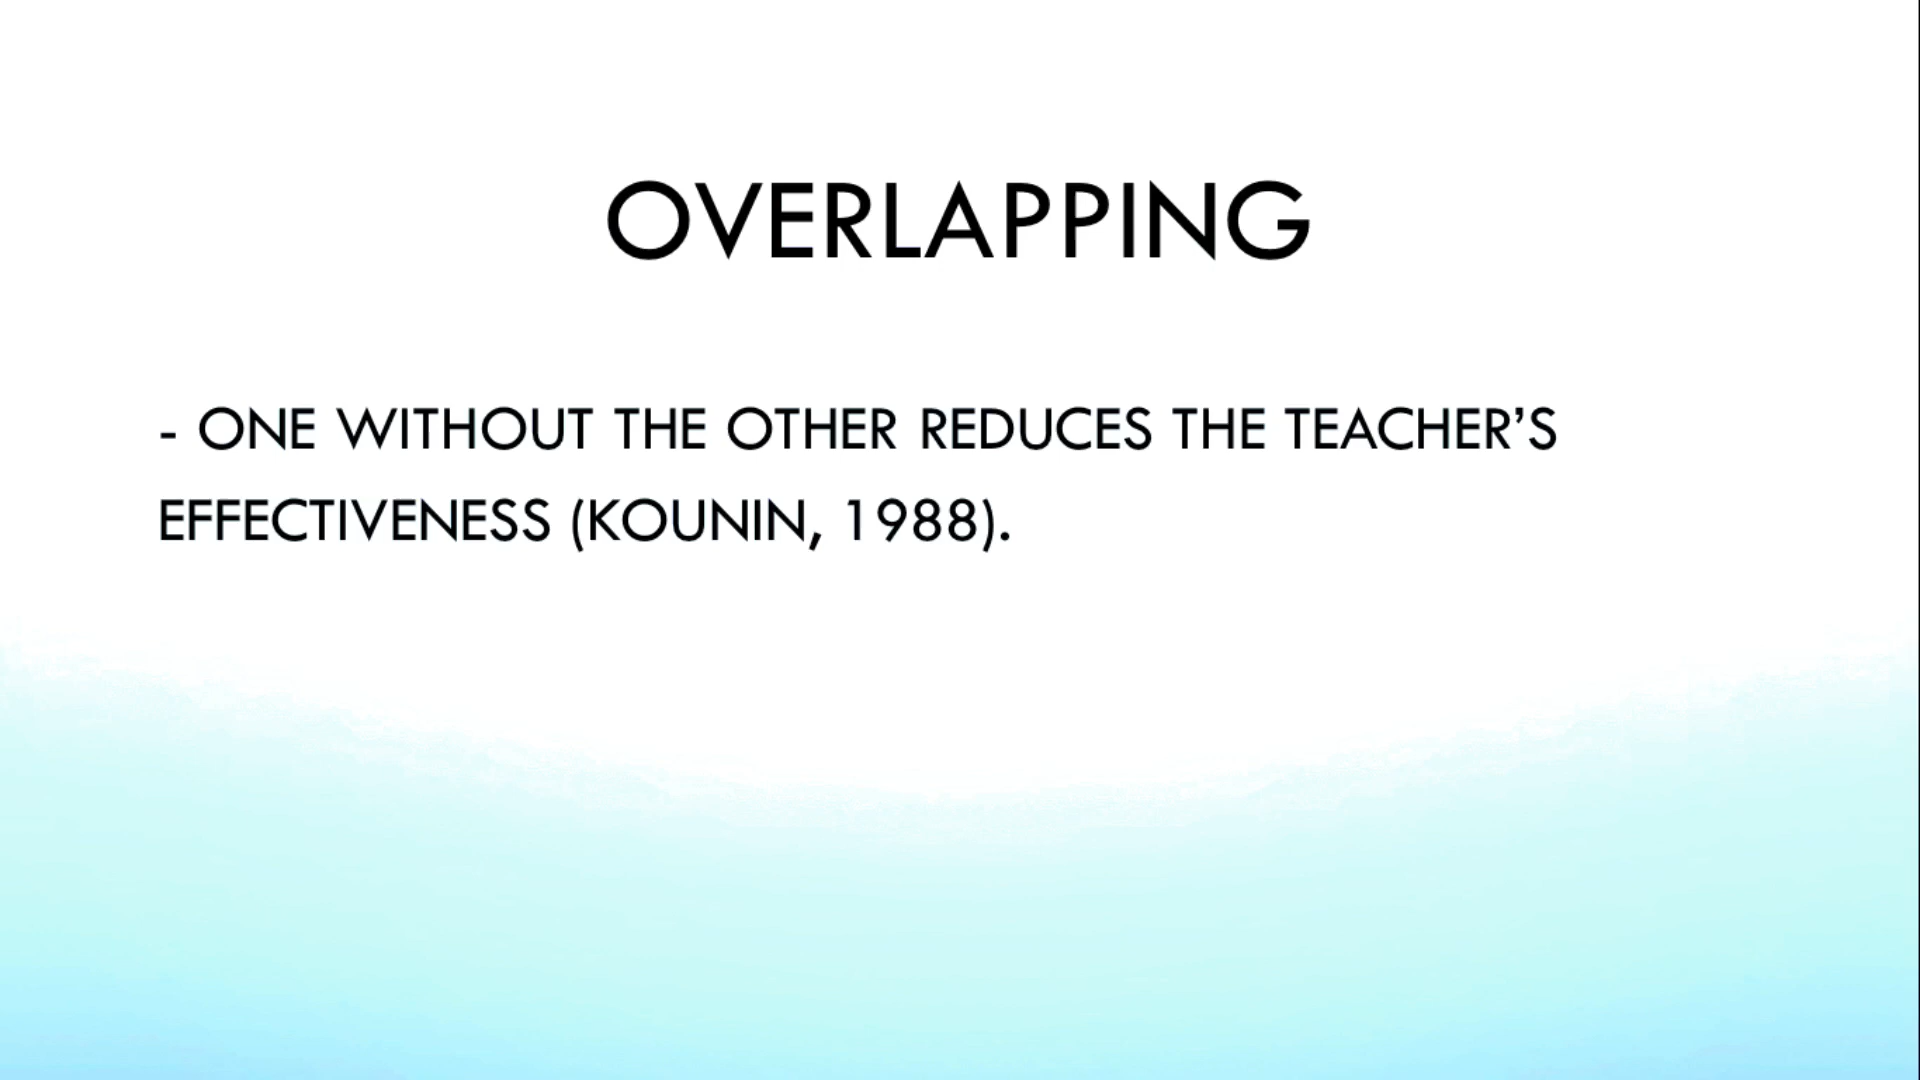 OVERLAPPING
- ONE WITHOUT THE OTHER REDUCES THE TEACHER’S
EFFECTIVENESS (KOUNIN, 1988).